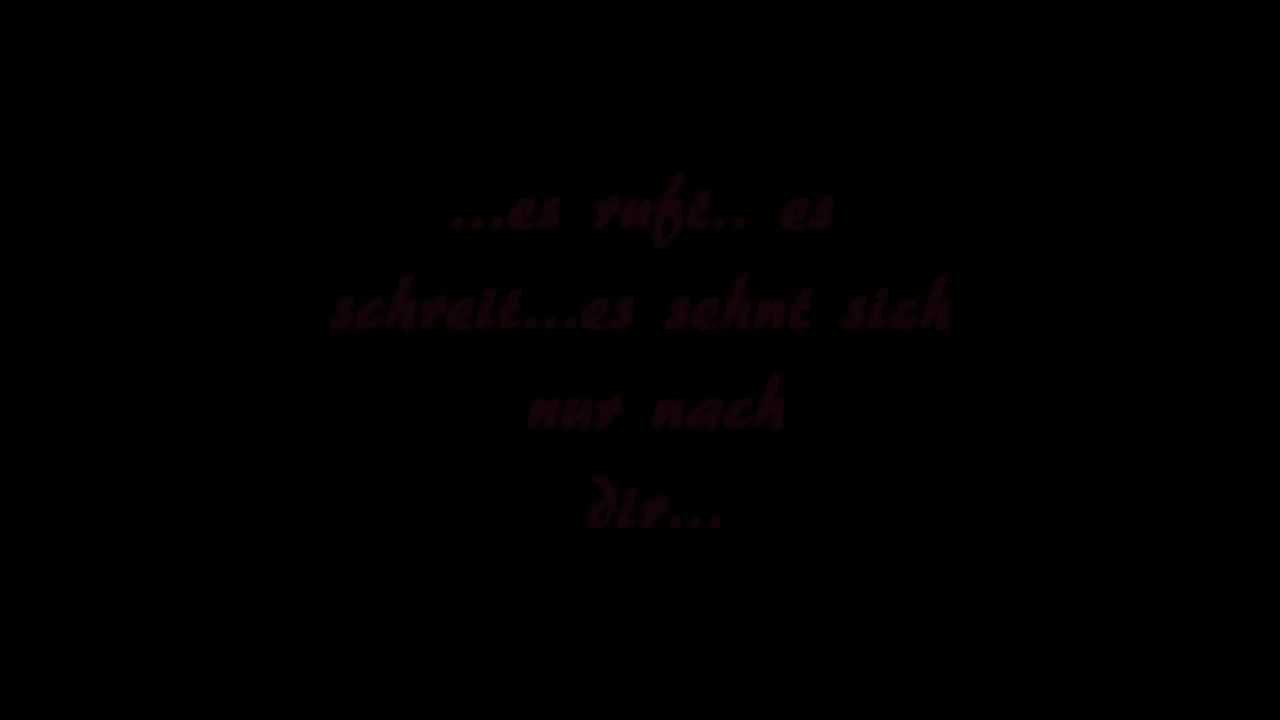 ...es ruft.. es
schreit...es sehnt sich
nur nach
dir...